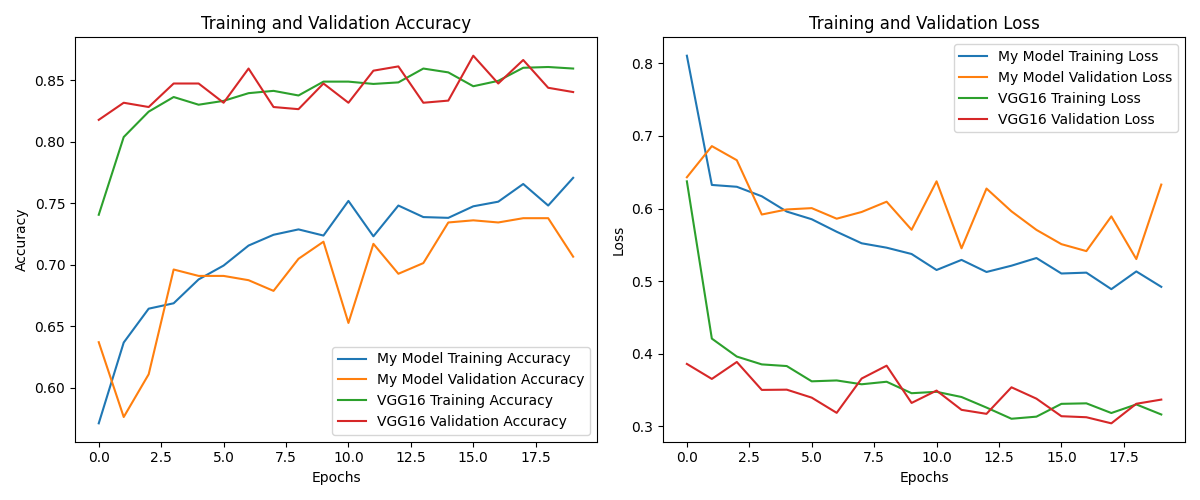 Training and Validation Accuracy
Accuracy
0.85
0.80
0.75
0.70
0.65
0.60
My Model Training Accuracy
My Model Validation Accuracy
VGG16 Training Accuracy
VGG16 Validation Accuracy
0.0 2.5 5.0 7.5 10.0 12.5 15.0 17.5
Epochs
Training and Validation Loss
Loss
0.8
0.7
0.6
0.5
0.4
0.3
My Model Training Loss
My Model Validation Loss
VGG16 Training Loss
VGG16 Validation Loss
0.0 2.5 5.0 7.5 10.0 12.5 15.0 17.5
Epochs